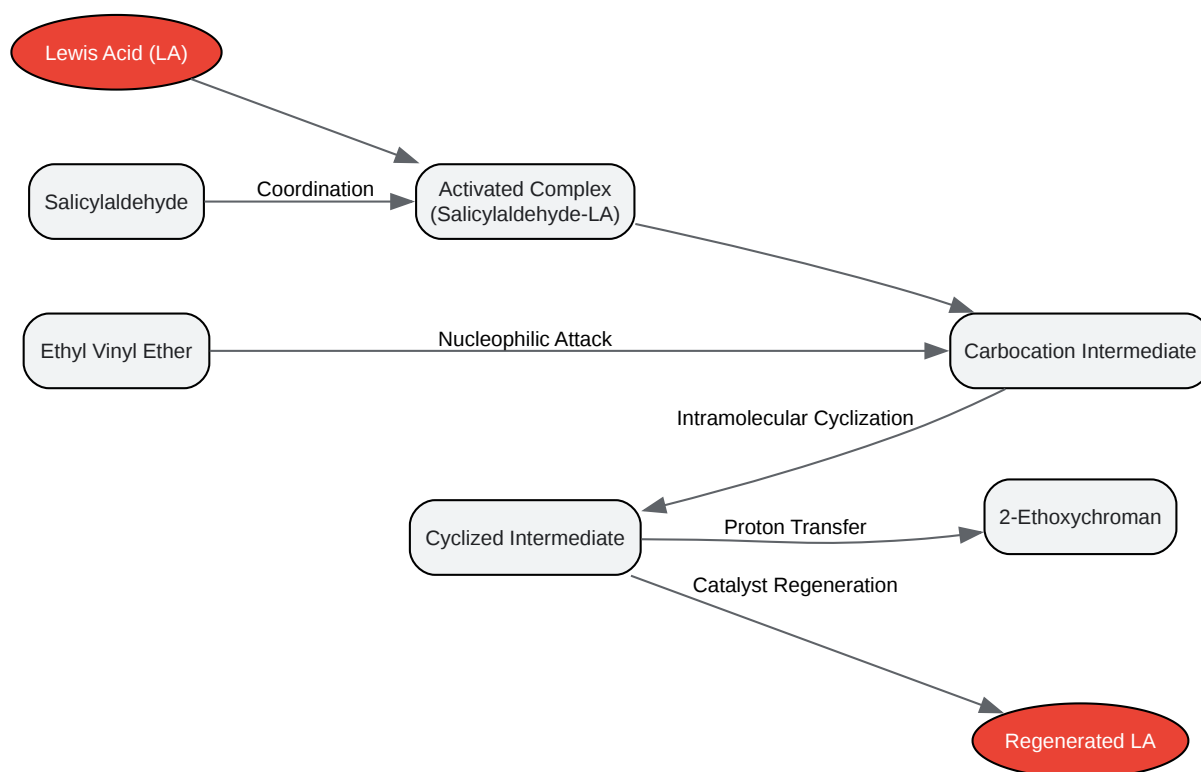 Lewis Acid (LA)
Salicylaldehyde
Coordination
Activated Complex
(Salicylaldehyde-LA)
Ethyl Vinyl Ether
Nucleophilic Attack
Carbocation Intermediate
Intramolecular Cyclization
Cyclized Intermediate
Proton Transfer
2-Ethoxychroman
Catalyst Regeneration
Regenerated LA